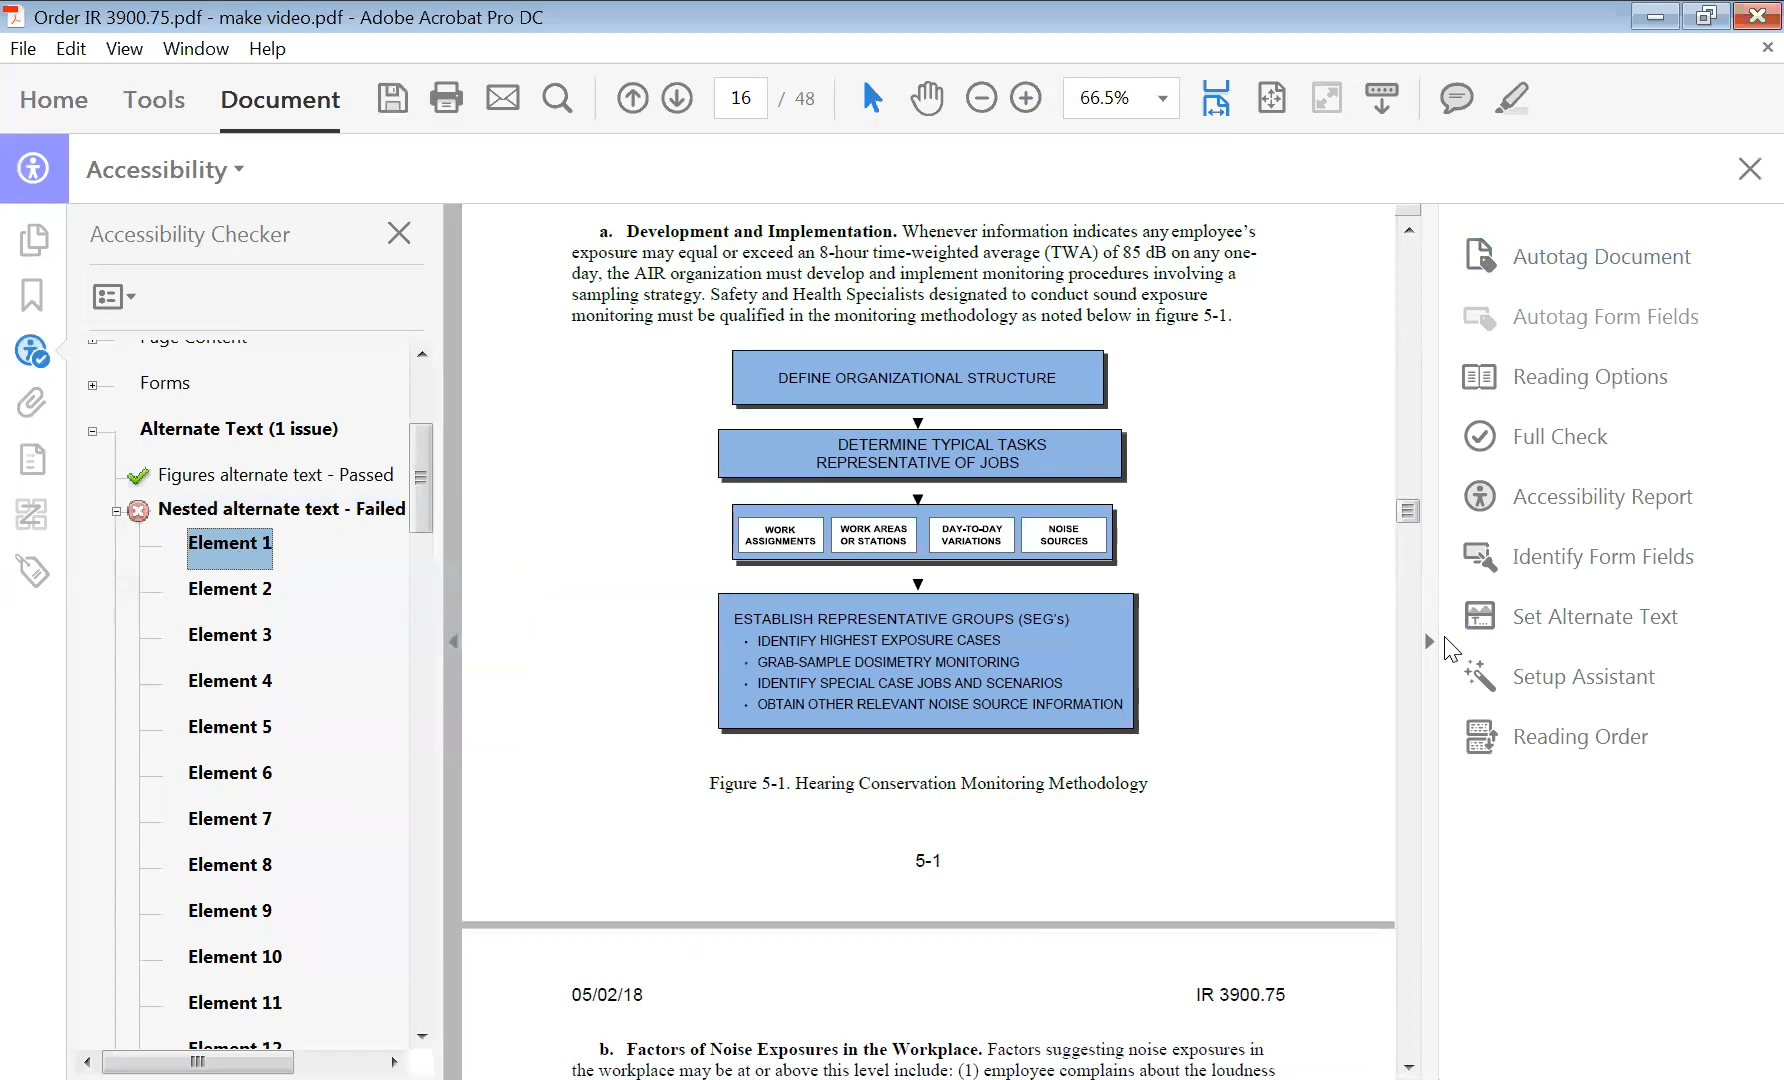 Order IR 3900.75.pdf - make video.pdf - Adobe Acrobat Pro DC
File Edit View Window Help
Home Tools Document 16 / 48 66.5%
Accessibility
Accessibility Checker
Page Content
Forms
Alternate Text (1 issue)
Figures alternate text - Passed
Nested alternate text - Failed
Element 1
Element 2
Element 3
Element 4
Element 5
Element 6
Element 7
Element 8
Element 9
Element 10
Element 11
Element 12
a. Development and Implementation. Whenever information indicates any employee's
exposure may equal or exceed an 8-hour time-weighted average (TWA) of 85 dB on any one-
day, the AIR organization must develop and implement monitoring procedures involving a
sampling strategy. Safety and Health Specialists designated to conduct sound exposure
monitoring must be qualified in the monitoring methodology as noted below in figure 5-1.
DEFINE ORGANIZATIONAL STRUCTURE
DETERMINE TYPICAL TASKS
REPRESENTATIVE OF JOBS
WORK
ASSIGNMENTS
WORK AREAS
OR STATIONS
DAY-TO-DAY
VARIATIONS
NOISE
SOURCES
ESTABLISH REPRESENTATIVE GROUPS (SEG's)
· IDENTIFY HIGHEST EXPOSURE CASES
· GRAB-SAMPLE DOSIMETRY MONITORING
· IDENTIFY SPECIAL CASE JOBS AND SCENARIOS
· OBTAIN OTHER RELEVANT NOISE SOURCE INFORMATION
Figure 5-1. Hearing Conservation Monitoring Methodology
5-1
05/02/18 IR 3900.75
b. Factors of Noise Exposures in the Workplace. Factors suggesting noise exposures in
the workplace may be at or above this level include: (1) employee complains about the loudness
Autotag Document
Autotag Form Fields
Reading Options
Full Check
Accessibility Report
Identify Form Fields
Set Alternate Text
Setup Assistant
Reading Order